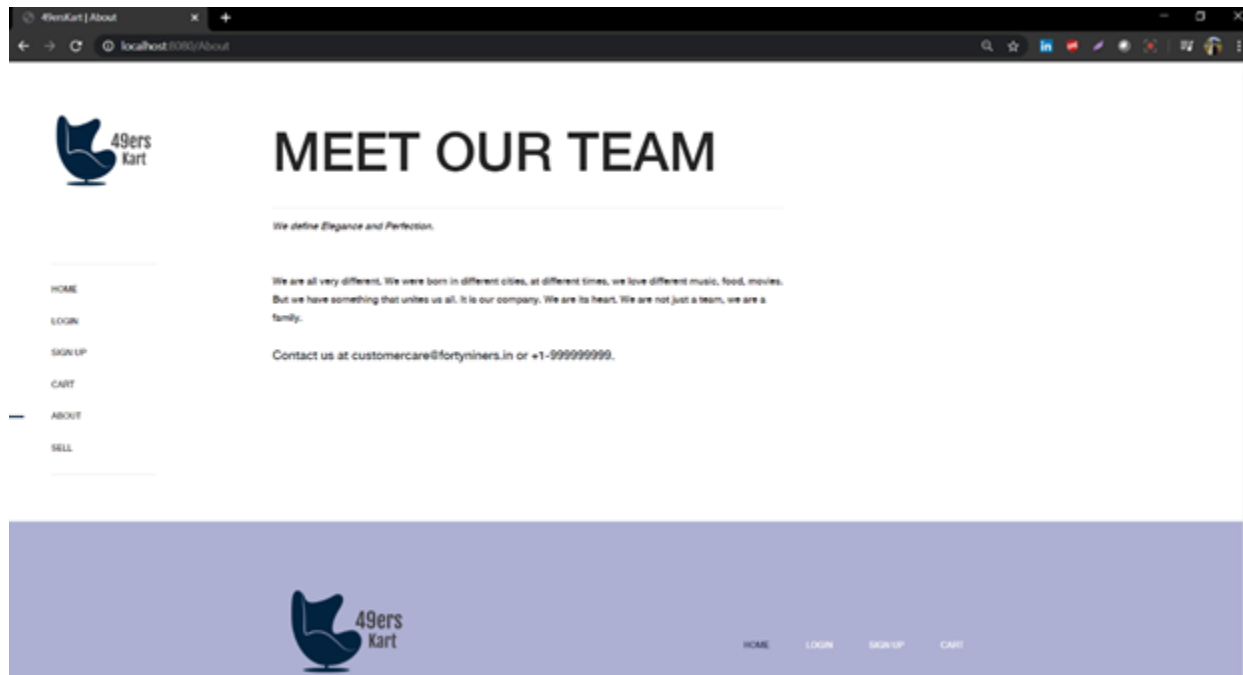 49ersKart | About
localhost:8080/About
49ers
Kart
MEET OUR TEAM
We define Elegance and Perfection.
We are all very different. We were born in different cities, at different times, we love different music, food, movies.
But we have something that unites us all. It is our company. We are its heart. We are not just a team, we are a
family.
Contact us at customercare@fortyniners.in or +1-999999999.
HOME
LOGIN
SIGN UP
CART
ABOUT
SELL
49ers
Kart
HOME LOGIN SIGN UP CART